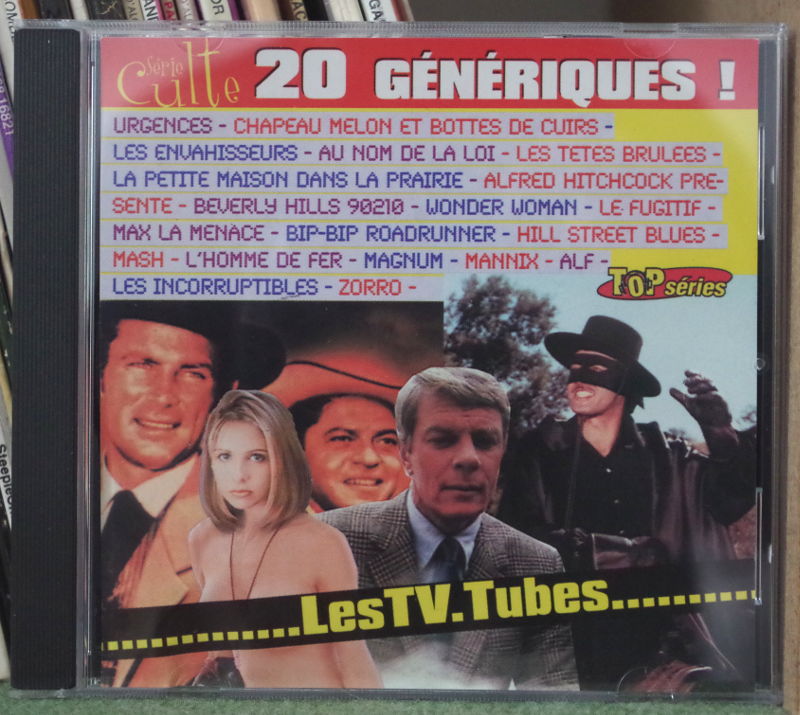 Série
Culte 20 GÉNÉRIQUES !
URGENCES - CHAPEAU MELON ET BOTTES DE CUIRS -
LES ENVAHISSEURS - AU NOM DE LA LOI - LES TETES BRULEES -
LA PETITE MAISON DANS LA PRAIRIE - ALFRED HITCHCOCK PRE-
SENTE - BEVERLY HILLS 90210 - WONDER WOMAN - LE FUGITIF -
MAX LA MENACE - BIP-BIP ROADRUNNER - HILL STREET BLUES -
MASH - L'HOMME DE FER - MAGNUM - MANNIX - ALF -
LES INCORRUPTIBLES - ZORRO -
TOP séries
............LesTV.Tubes............
16821